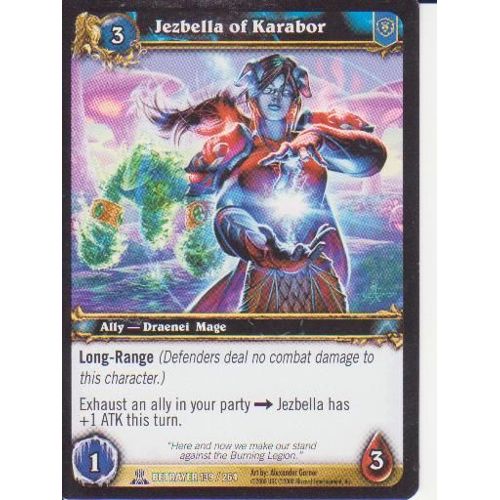 3 Jezbella of Karabor
Ally — Draenei Mage
Long-Range (Defenders deal no combat damage to
this character.)
Exhaust an ally in your party ➞ Jezbella has
+1 ATK this turn.
"Here and now we make our stand
against the Burning Legion."
1
3
Art by: Alexander Gorner